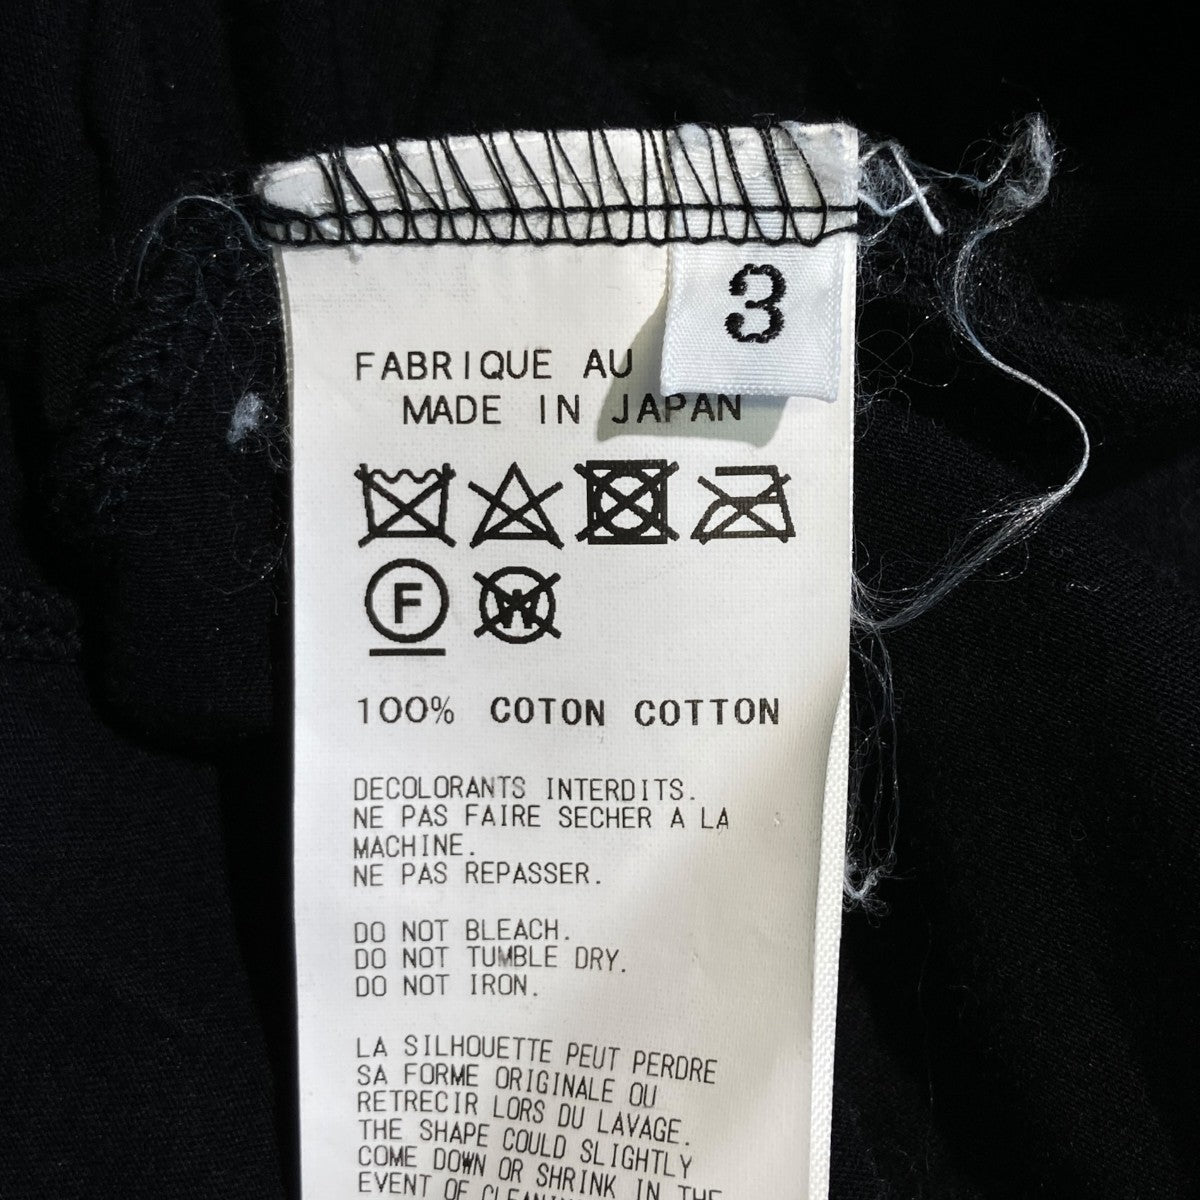 3
FABRIQUE AU
MADE IN JAPAN
F
W
100% COTON COTTON
DECOLORANTS INTERDITS.
NE PAS FAIRE SECHER A LA
MACHINE.
NE PAS REPASSER.
DO NOT BLEACH.
DO NOT TUMBLE DRY.
DO NOT IRON.
LA SILHOUETTE PEUT PERDRE
SA FORME ORIGINALE OU
RETRECIR LORS DU LAVAGE.
THE SHAPE COULD SLIGHTLY
COME DOWN OR SHRINK IN THE
EVENT OF